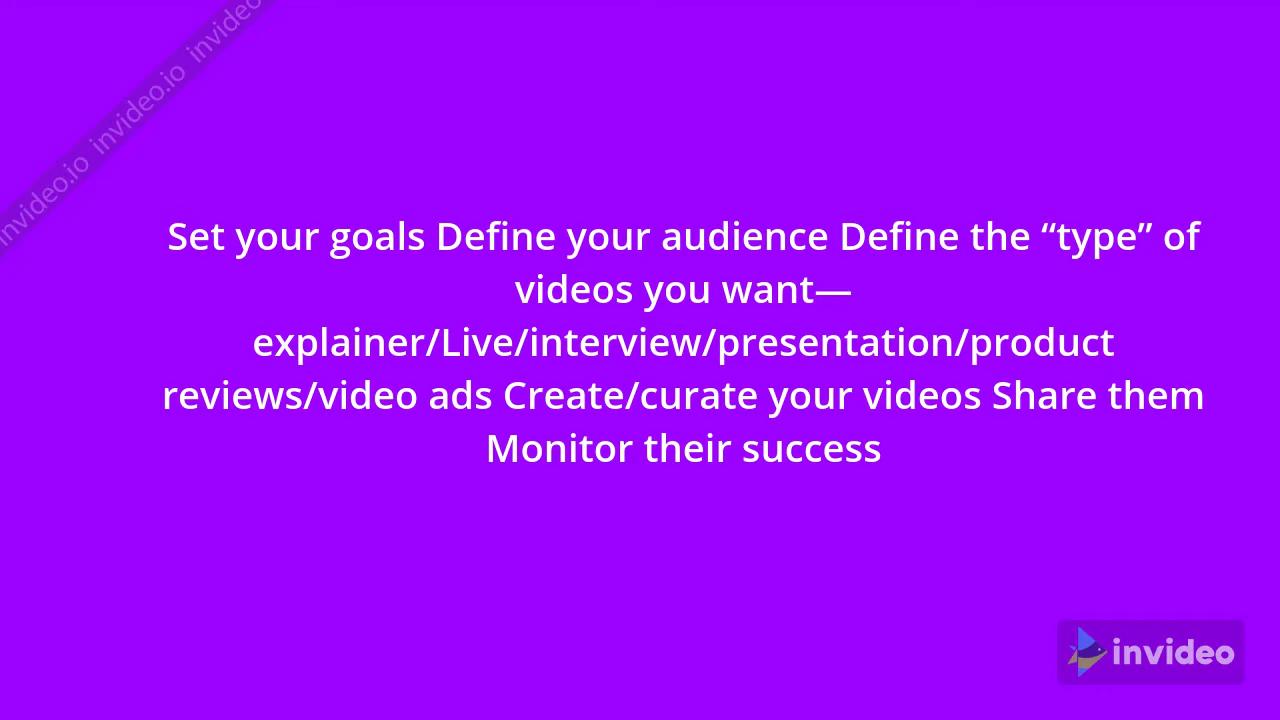 invideo.io invideo.io invideo
Set your goals Define your audience Define the “type” of
videos you want—
explainer/Live/interview/presentation/product
reviews/video ads Create/curate your videos Share them
Monitor their success
invideo